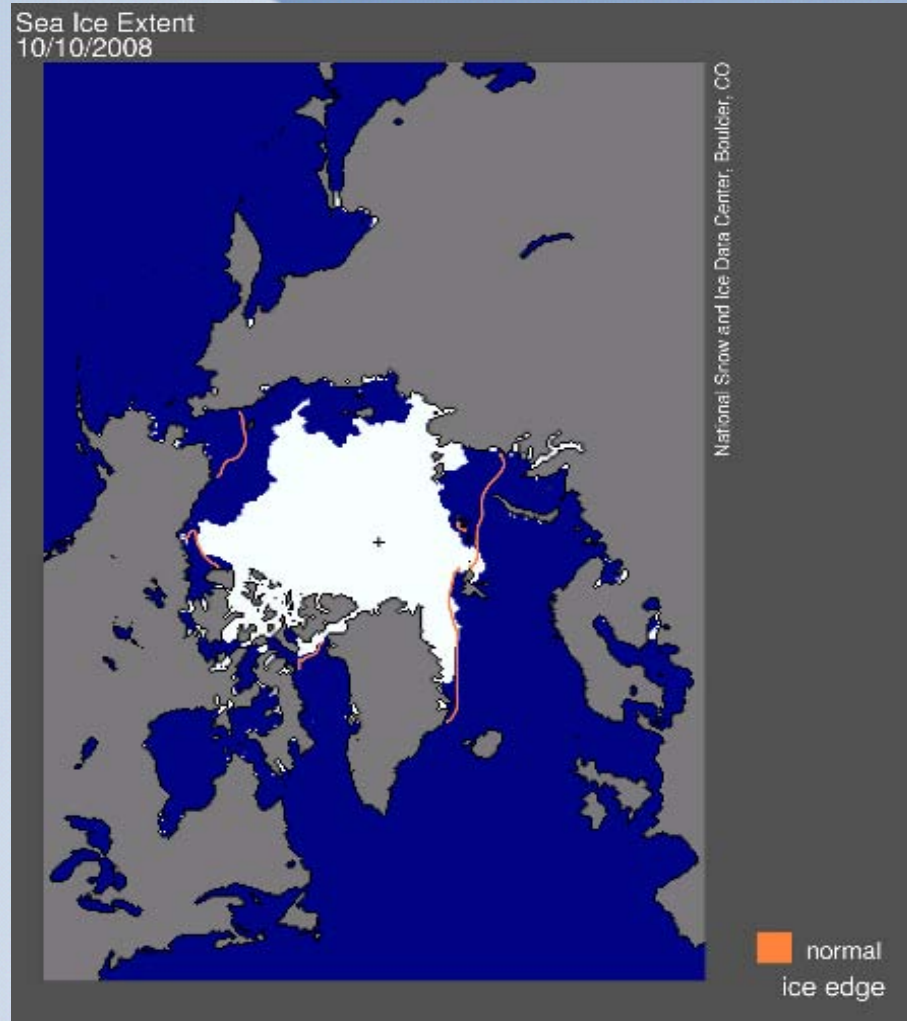 Sea Ice Extent
10/10/2008
National Snow and Ice Data Center, Boulder, CO
normal
ice edge